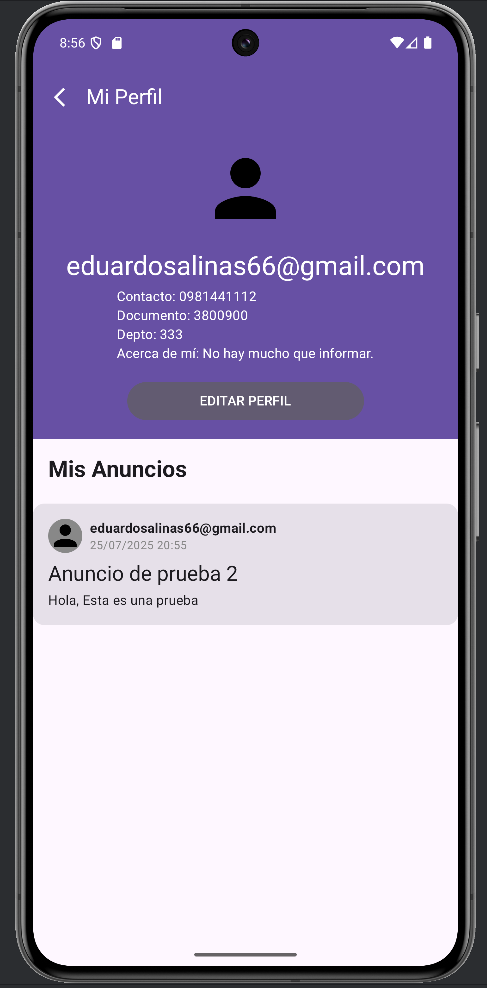 8:56
Mi Perfil
eduardosalinas66@gmail.com
Contacto: 0981441112
Documento: 3800900
Depto: 333
Acerca de mí: No hay mucho que informar.
EDITAR PERFIL
Mis Anuncios
eduardosalinas66@gmail.com
25/07/2025 20:55
Anuncio de prueba 2
Hola, Esta es una prueba